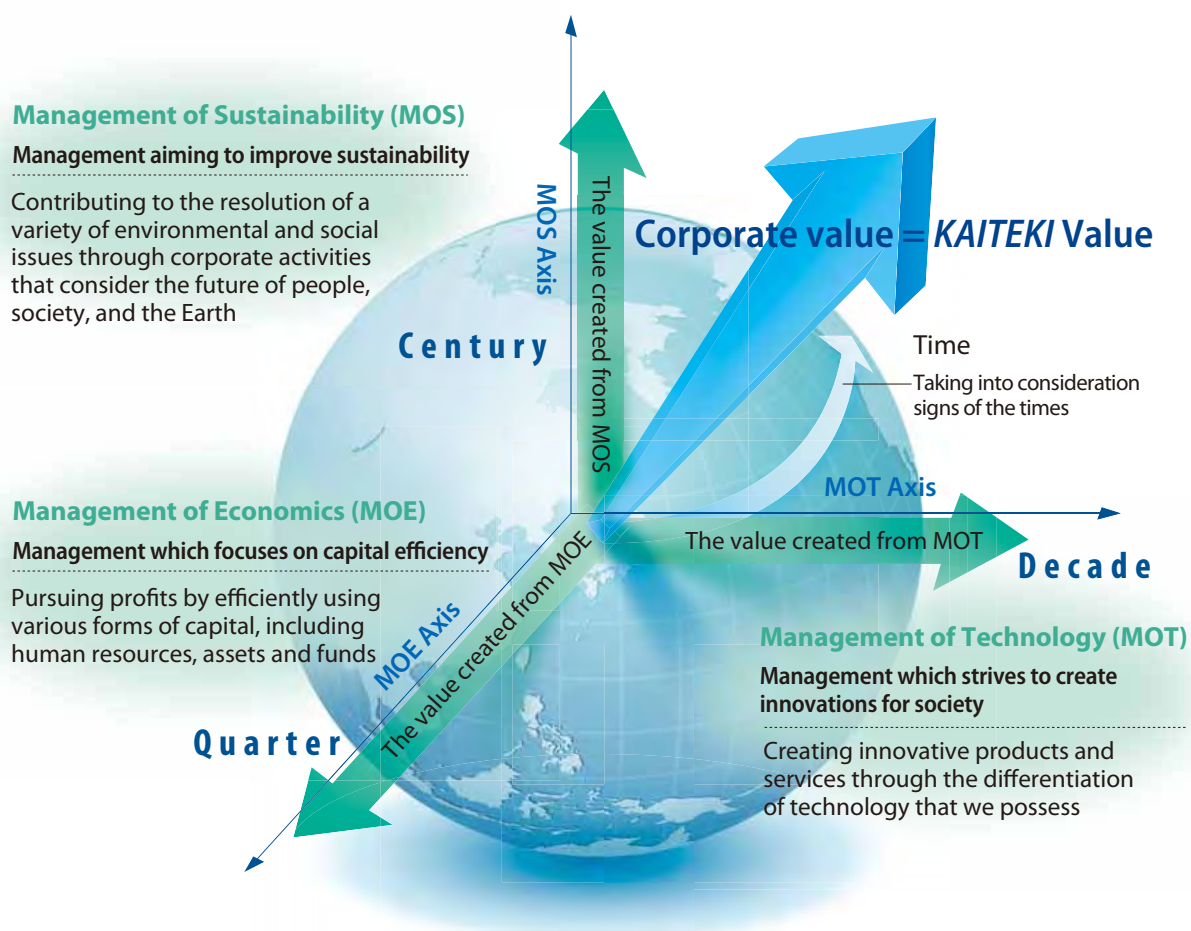 Management of Sustainability (MOS)
Management aiming to improve sustainability
Contributing to the resolution of a
variety of environmental and social
issues through corporate activities
that consider the future of people,
society, and the Earth
MOS Axis
The value created from MOS
Century
Corporate value = KAITEKI Value
Time
Taking into consideration
signs of the times
MOT Axis
The value created from MOT
Decade
Management of Economics (MOE)
Management which focuses on capital efficiency
Pursuing profits by efficiently using
various forms of capital, including
human resources, assets and funds
MOE Axis
The value created from MOE
Quarter
Management of Technology (MOT)
Management which strives to create
innovations for society
Creating innovative products and
services through the differentiation
of technology that we possess